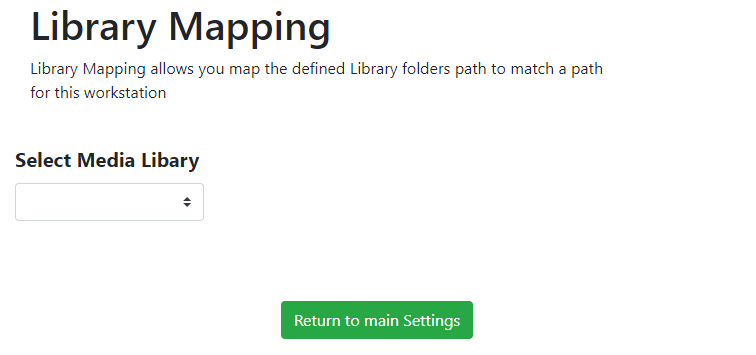 Library Mapping
Library Mapping allows you map the defined Library folders path to match a path
for this workstation
Select Media Libary
Return to main Settings